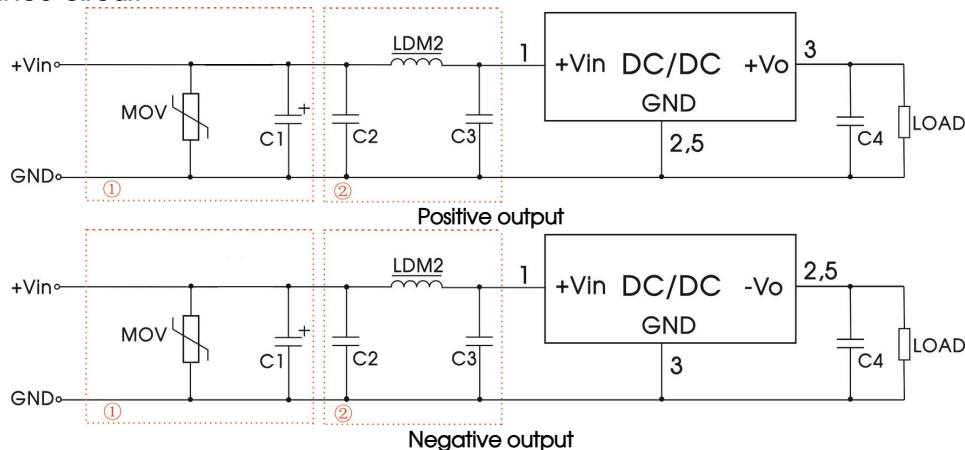 LDM2
1
+Vin DC/DC +Vo
3
+Vin
MOV
C1
+
C2
C3
GND
2,5
C4
LOAD
GND
①
②
Positive output
LDM2
1
+Vin DC/DC -Vo
2,5
+Vin
MOV
C1
+
C2
C3
GND
3
C4
LOAD
GND
①
②
Negative output